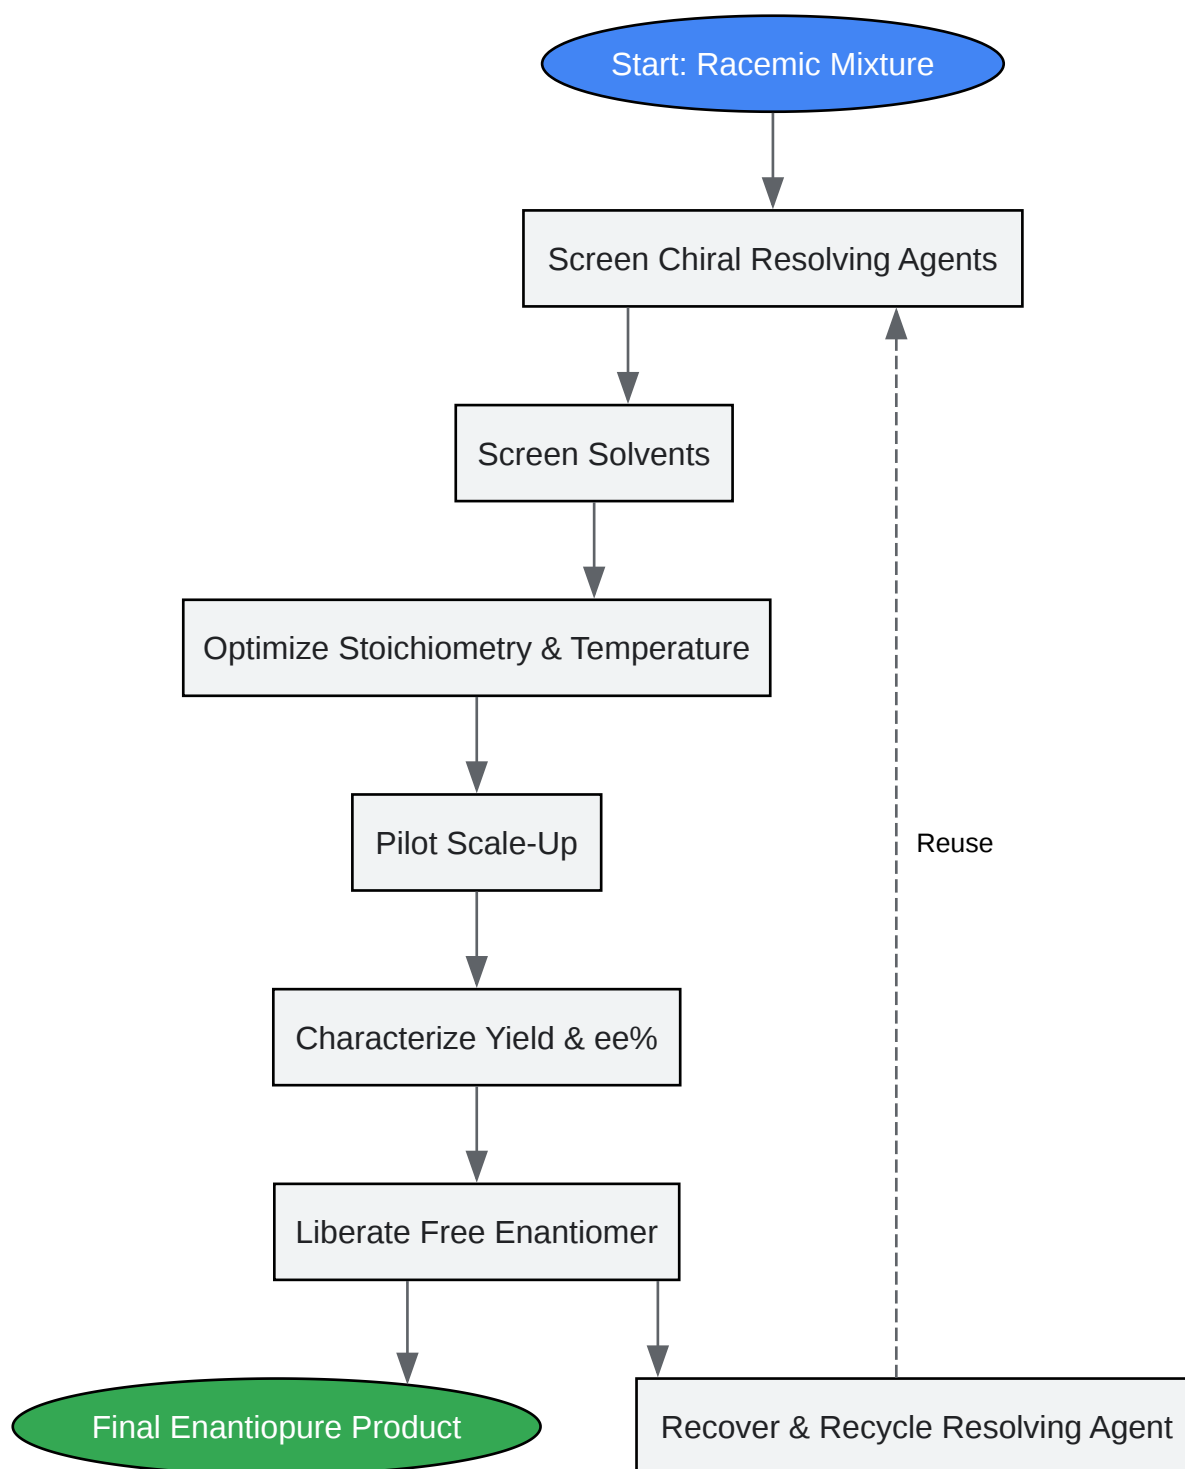 Start: Racemic Mixture
Screen Chiral Resolving Agents
Screen Solvents
Optimize Stoichiometry & Temperature
Pilot Scale-Up
Reuse
Characterize Yield & ee%
Liberate Free Enantiomer
Final Enantiopure Product
Recover & Recycle Resolving Agent